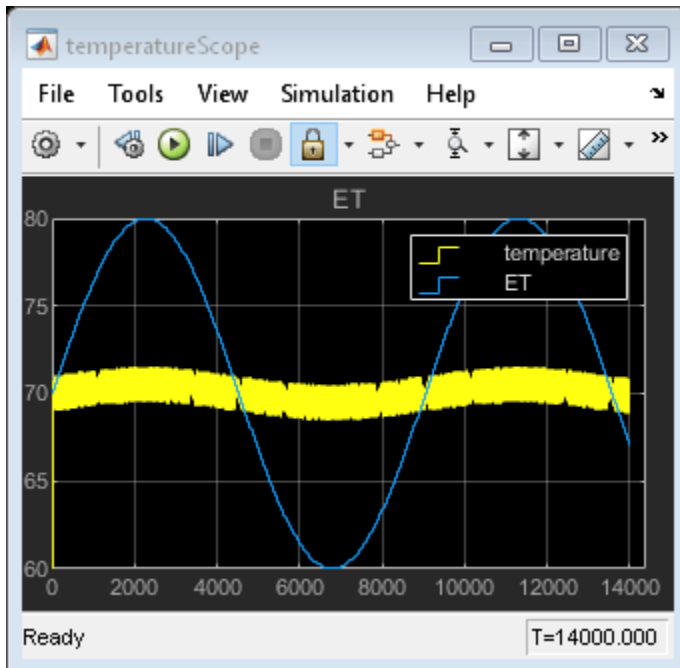 temperatureScope
File Tools View Simulation Help
ET
80
75
70
65
60
temperature
ET
0 2000 4000 6000 8000 10000 12000 14000
Ready T=14000.000